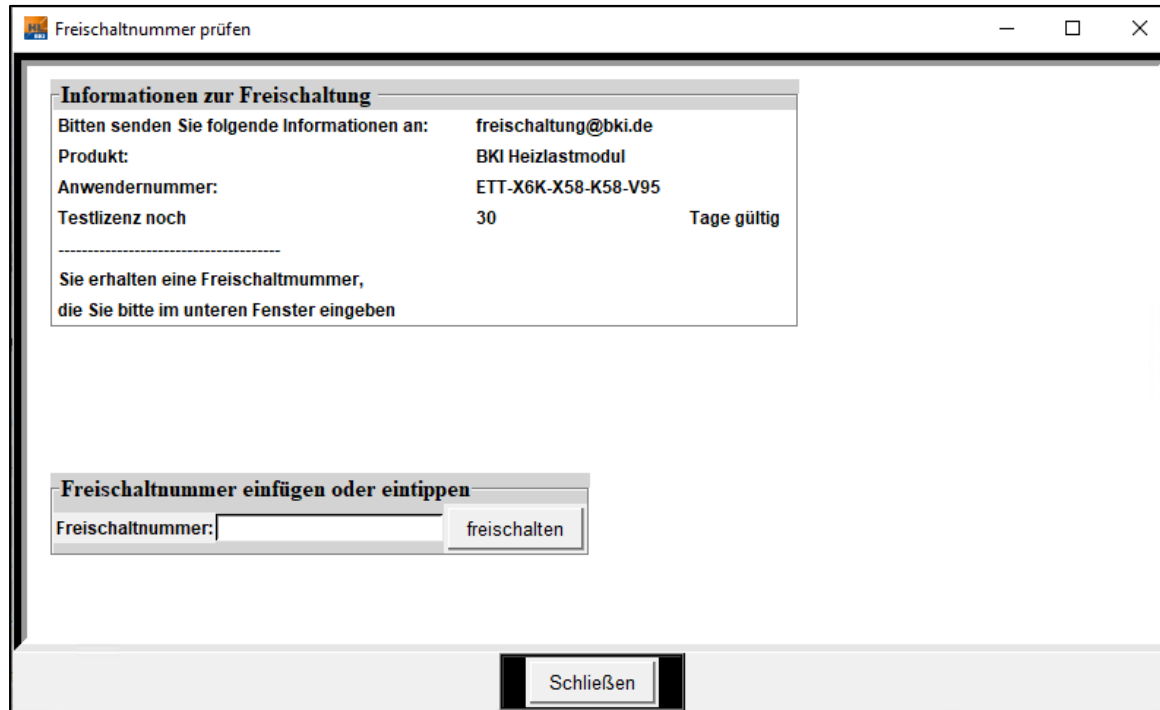 HL
BKI
Freischaltnummer prüfen
Informationen zur Freischaltung
Bitten senden Sie folgende Informationen an: freischaltung@bki.de
Produkt: BKI Heizlastmodul
Anwendernummer: ETT-X6K-X58-K58-V95
Testlizenz noch 30 Tage gültig
--------------------------------------
Sie erhalten eine Freischaltmummer,
die Sie bitte im unteren Fenster eingeben
Freischaltnummer einfügen oder eintippen
Freischaltnummer: freischalten
Schließen